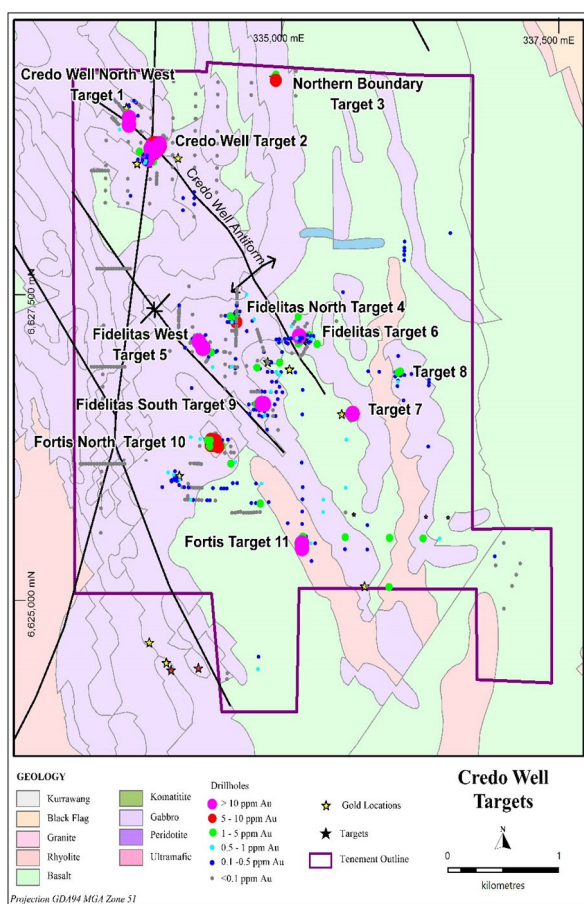 335,000 mE
337,500 mE
Credo Well North West
Target 1
Northern Boundary
Target 3
Credo Well Target 2
Credo Well Antiform
6,627,500 mN
Fidelitas North Target 4
Fidelitas West
Target 5
Fidelitas Target 6
Target 8
Fidelitas South Target 9
Target 7
Fortis North Target 10
Fortis Target 11
6,625,000 mN
GEOLOGY
Kurrawang
Black Flag
Granite
Rhyolite
Basalt
Komatitite
Gabbro
Peridotite
Ultramafic
Drillholes
> 10 ppm Au
5 - 10 ppm Au
1 - 5 ppm Au
0.5 - 1 ppm Au
0.1 -0.5 ppm Au
<0.1 ppm Au
Gold Locations
Targets
Tenement Outline
Credo Well
Targets
N
0
1
kilometres
Projection GDA94 MGA Zone 51